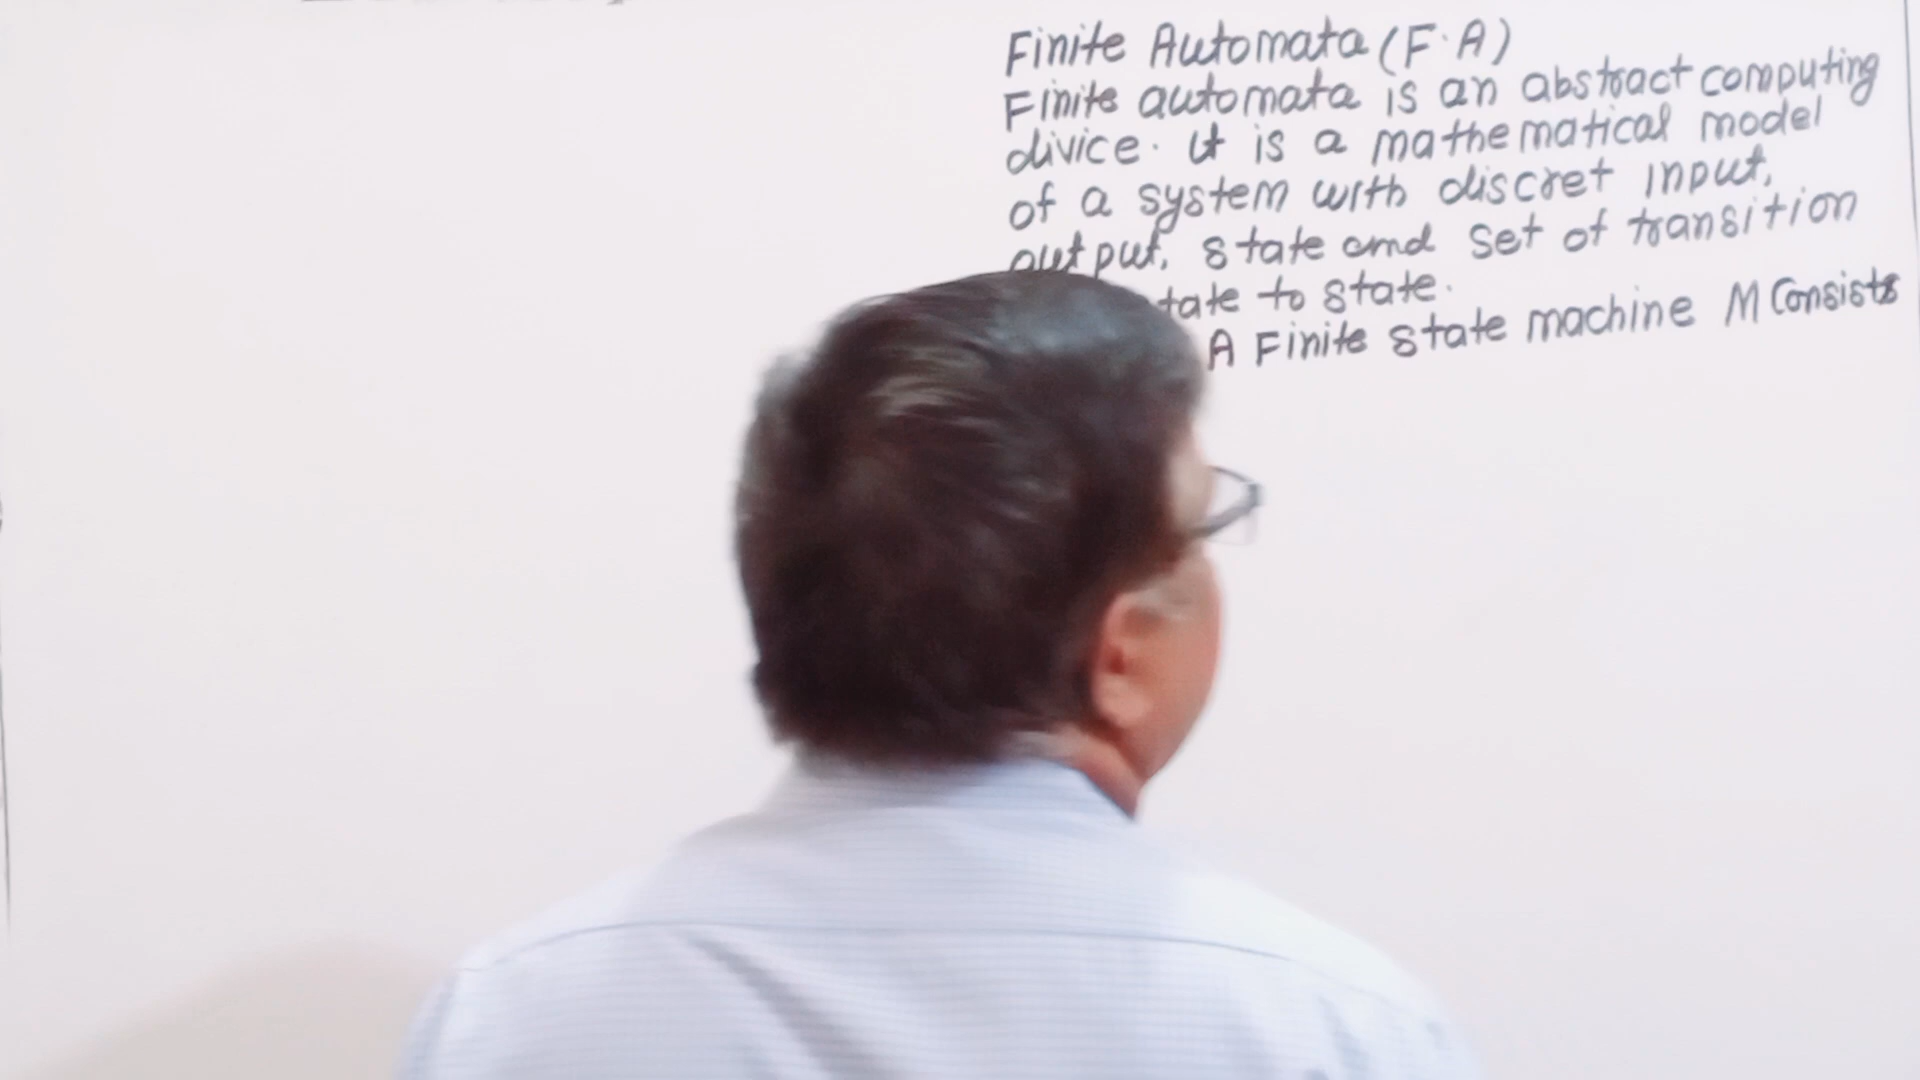 Finite Automata (F.A)
Finite automata is an abstract computing
divice. It is a mathematical model
of a system with discret input,
output, state and set of transition
to state.
A Finite state machine M Consists